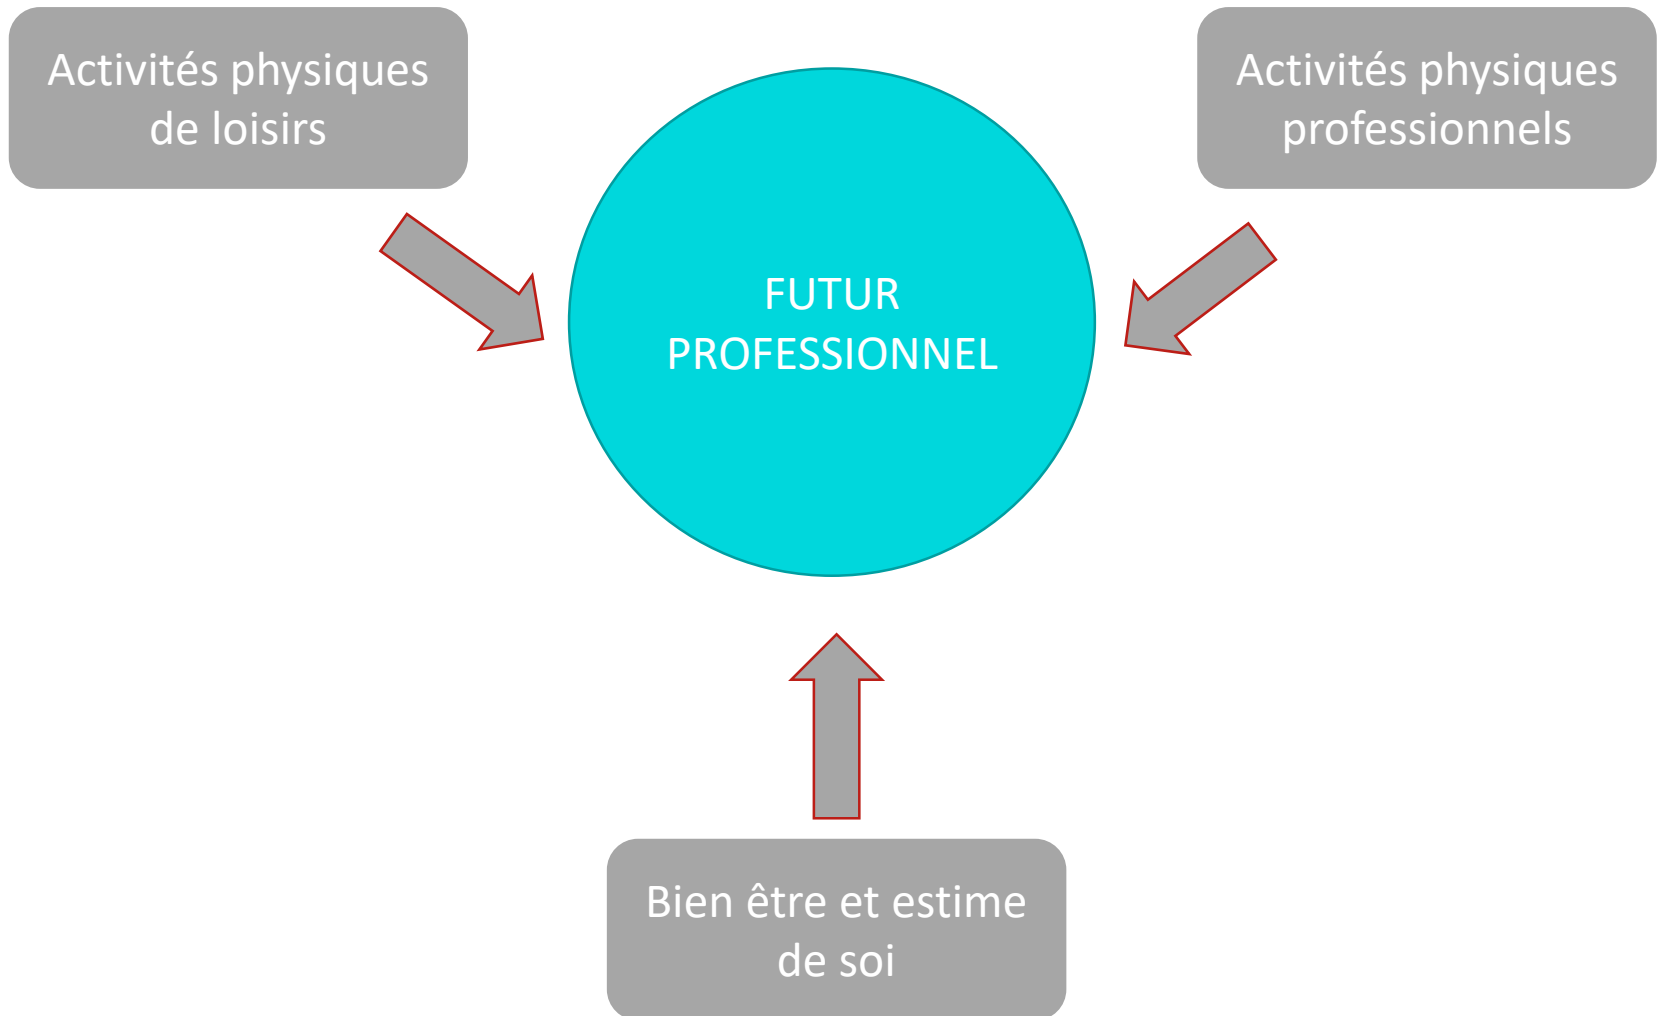 Activités physiques
de loisirs
Activités physiques
professionnels
FUTUR
PROFESSIONNEL
Bien être et estime
de soi